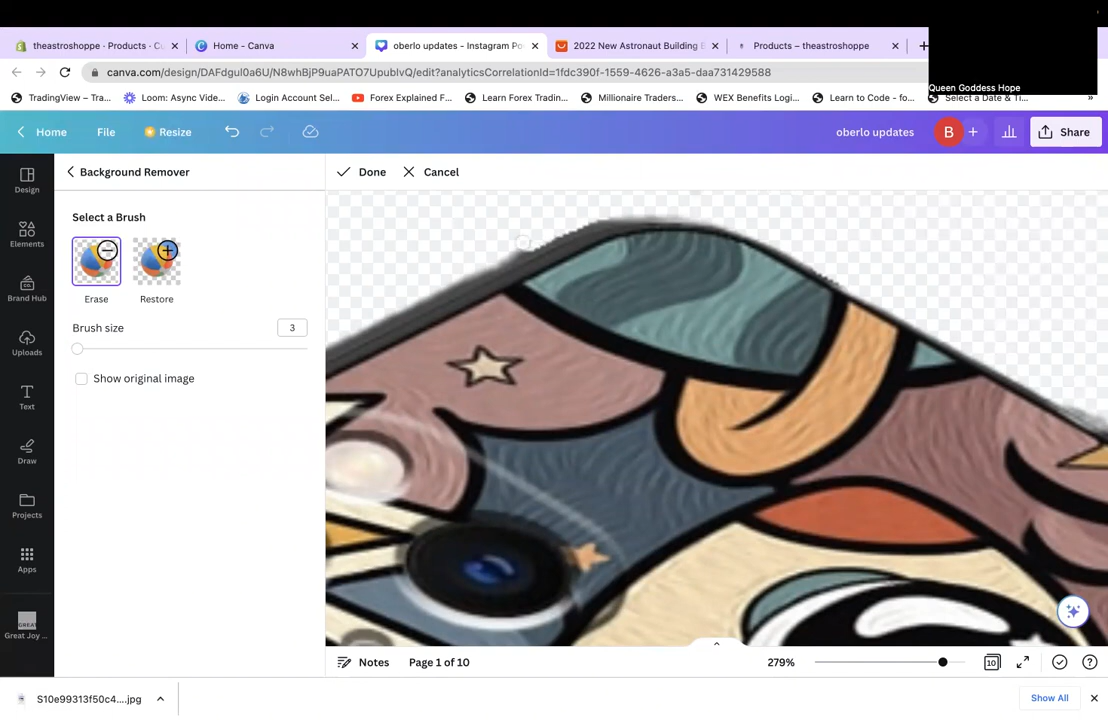 theastroshoppe · Products · Cu
Home - Canva
oberlo updates - Instagram Po
2022 New Astronaut Building B
Products – theastroshoppe
canva.com/design/DAFdgul0a6U/N8whBjP9uaPATO7UpublvQ/edit?analyticsCorrelationId=1fdc390f-1559-4626-a3a5-daa731429588
Queen Goddess Hope
TradingView – Tra...
Loom: Async Vide...
Login Account Sel...
Forex Explained F...
Learn Forex Tradin...
Millionaire Traders...
WEX Benefits Logi...
Learn to Code - fo...
Select a Date & Ti...
»
Home
File
Resize
oberlo updates
B
Share
Design
Elements
Brand Hub
Uploads
Text
Draw
Projects
Apps
Great Joy ...
Background Remover
Done
Cancel
Select a Brush
Erase
Restore
Brush size
3
Show original image
Notes
Page 1 of 10
279%
10
S10e99313f50c4....jpg
Show All